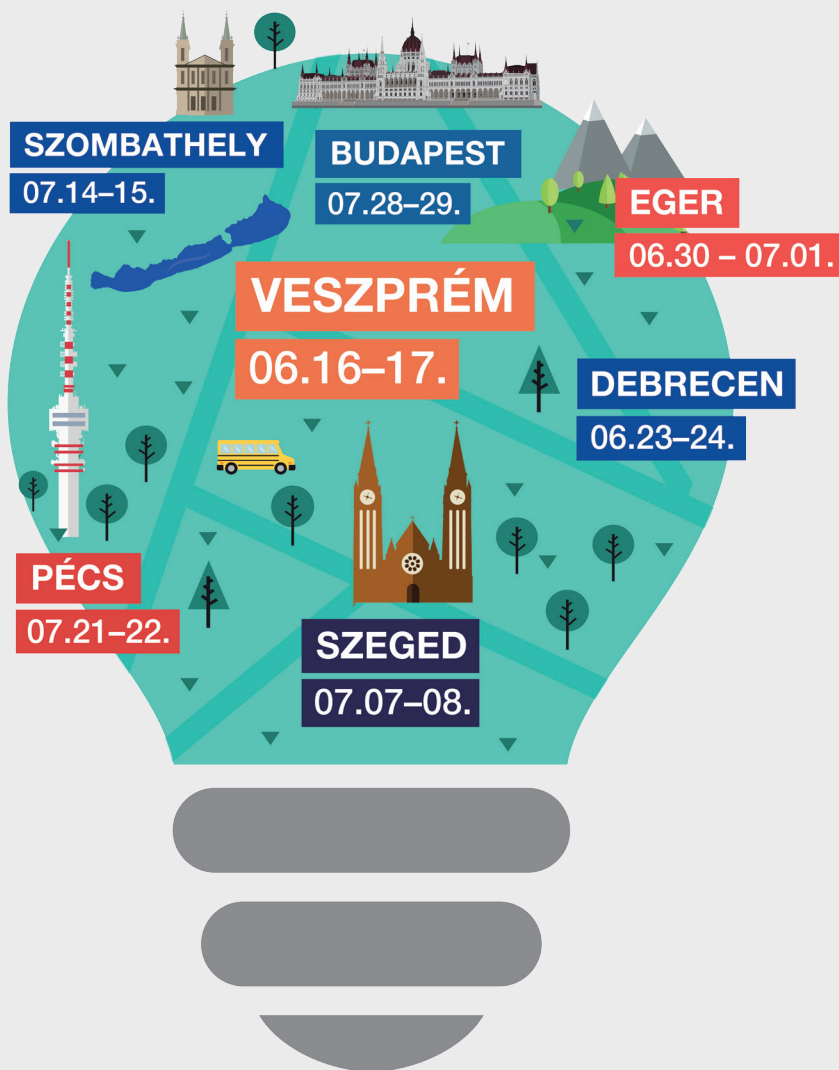 SZOMBATHELY
07.14–15.
BUDAPEST
07.28–29.
EGER
06.30 – 07.01.
VESZPRÉM
06.16–17.
DEBRECEN
06.23–24.
PÉCS
07.21–22.
SZEGED
07.07–08.